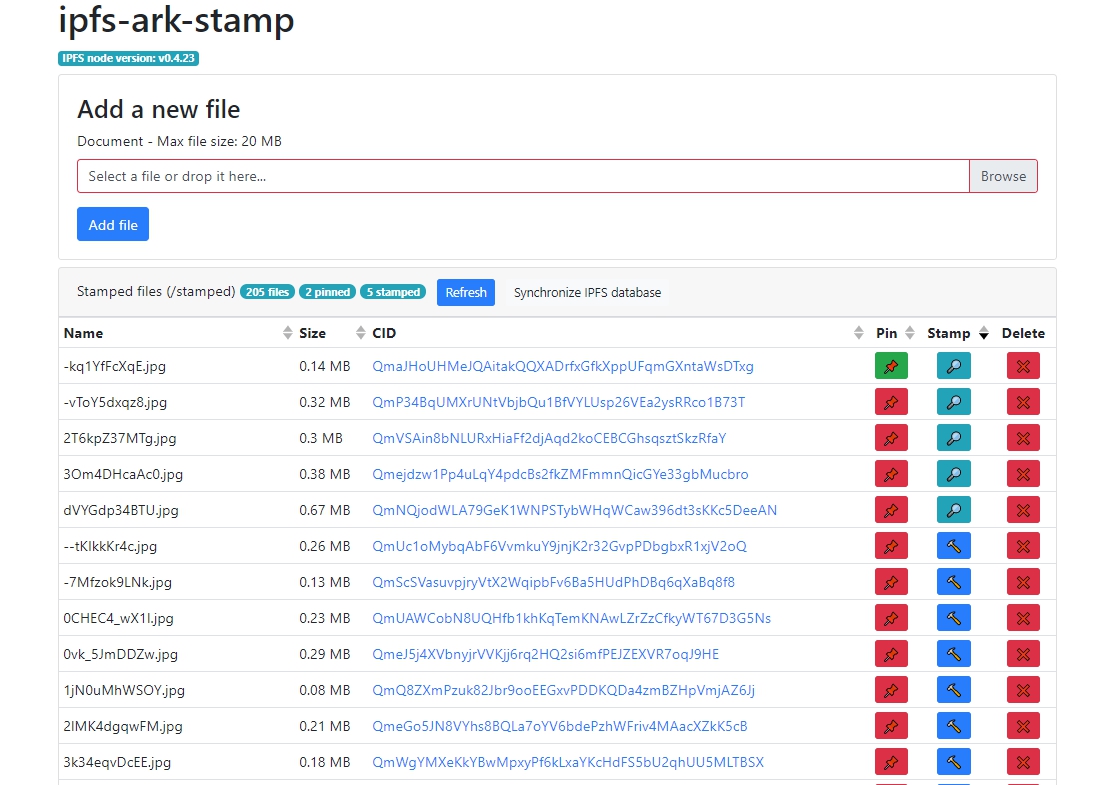 ipfs-ark-stamp
IPFS node version: v0.4.23
Add a new file
Document - Max file size: 20 MB
Select a file or drop it here... Browse
Add file
Stamped files (/stamped) 205 files 2 pinned 5 stamped Refresh Synchronize IPFS database
Name Size CID Pin Stamp Delete
-kq1YfFcXqE.jpg 0.14 MB QmaJHoUHMeJQAitakQQXADrfxGfkXppUFqmGXntaWsDTxg
-vToY5dxqz8.jpg 0.32 MB QmP34BqUMXrUNtVbjbQu1BfVYLUsp26VEa2ysRRco1B73T
2T6kpZ37MTg.jpg 0.3 MB QmVSAin8bNLURxHiaFf2djAqd2koCEBCGhsqsztSkzRfaY
3Om4DHcaAc0.jpg 0.38 MB Qmejdzw1Pp4uLqY4pdcBs2fkZMFmmnQicGYe33gbMucbro
dVYGdp34BTU.jpg 0.67 MB QmNQjodWLA79GeK1WNPSTybWHqWCaw396dt3sKKc5DeeAN
--tKlkkKr4c.jpg 0.26 MB QmUc1oMybqAbF6VvmkuY9jnjK2r32GvpPDbgbxR1xjV2oQ
-7Mfzok9LNk.jpg 0.13 MB QmScSVasuvpjryVtX2WqipbFv6Ba5HUdPhDBq6qXaBq8f8
0CHEC4_wX1I.jpg 0.23 MB QmUAWCobN8UQHfb1khKqTemKNAwLZrZzCfkyWT67D3G5Ns
0vk_5JmDDZw.jpg 0.29 MB QmeJ5j4XVbnyjrVVKjj6rq2HQ2si6mfPEJZEXVR7oqJ9HE
1jN0uMhWSOY.jpg 0.08 MB QmQ8ZXmPzuk82Jbr9ooEEGxvPDDKQDa4zmBZHpVmjAZ6Jj
2IMK4dgqwFM.jpg 0.21 MB QmeGo5JN8VYhs8BQLa7oYV6bdePzhWFriv4MAacXZkK5cB
3k34eqvDcEE.jpg 0.18 MB QmWgYMXeKkYBwMpxyPf6kLxaYKcHdFS5bU2qhUU5MLTBSX